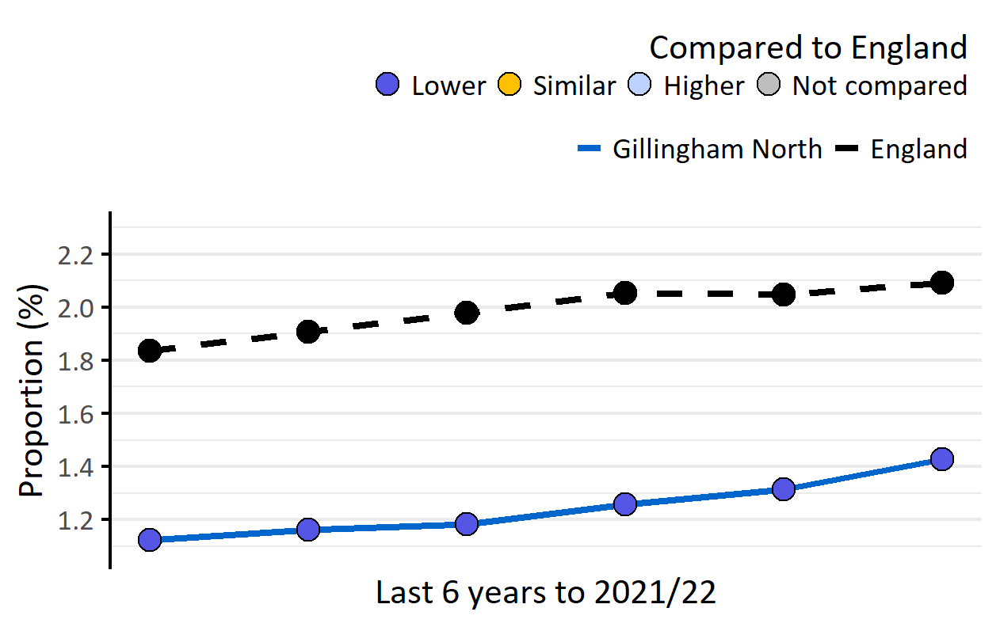 Compared to England
Lower Similar Higher Not compared
Gillingham North England
Proportion (%)
2.2
2.0
1.8
1.6
1.4
1.2
Last 6 years to 2021/22